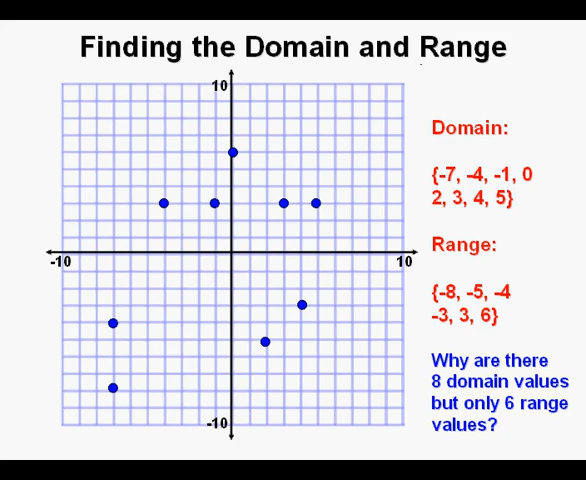 Finding the Domain and Range
10
-10
10
-10
Domain:
{-7, -4, -1, 0
2, 3, 4, 5}
Range:
{-8, -5, -4
-3, 3, 6}
Why are there
8 domain values
but only 6 range
values?